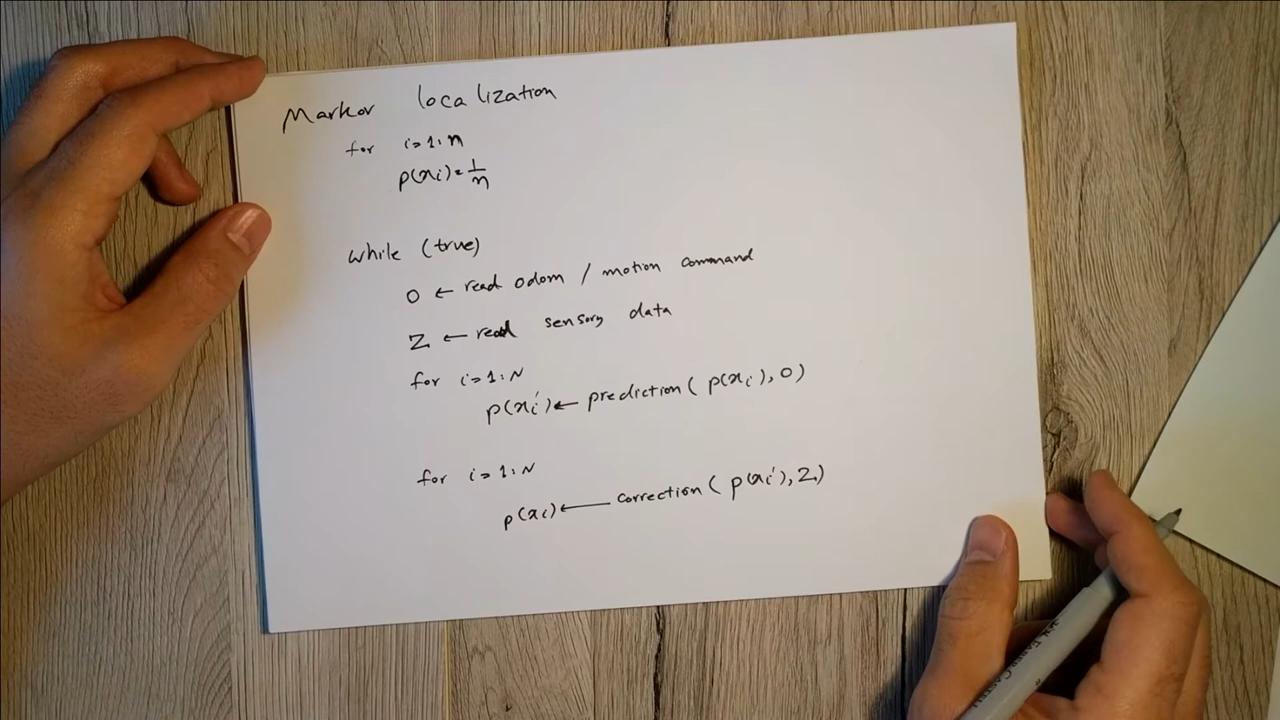 Markor localization
for i=1:n
p(xi)=1/n
while (true)
O ← read odom / motion command
Z ← read sensory data
for i=1:N
p(xi')← prediction( p(xi), O)
for i=1:N
p(xi)← correction( p(xi'), Z)